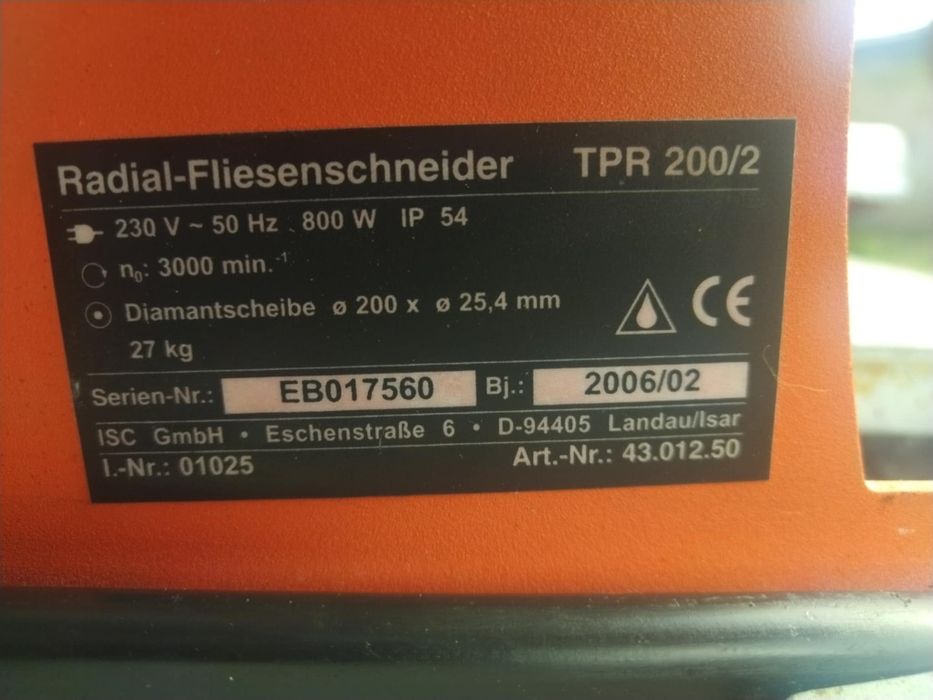 Radial-Fliesenschneider TPR 200/2
230 V ~ 50 Hz 800 W IP 54
n₀: 3000 min.⁻¹
Diamantscheibe ø 200 x ø 25,4 mm
27 kg
CE
Serien-Nr.: EB017560 Bj.: 2006/02
ISC GmbH • Eschenstraße 6 • D-94405 Landau/Isar
I.-Nr.: 01025 Art.-Nr.: 43.012.50